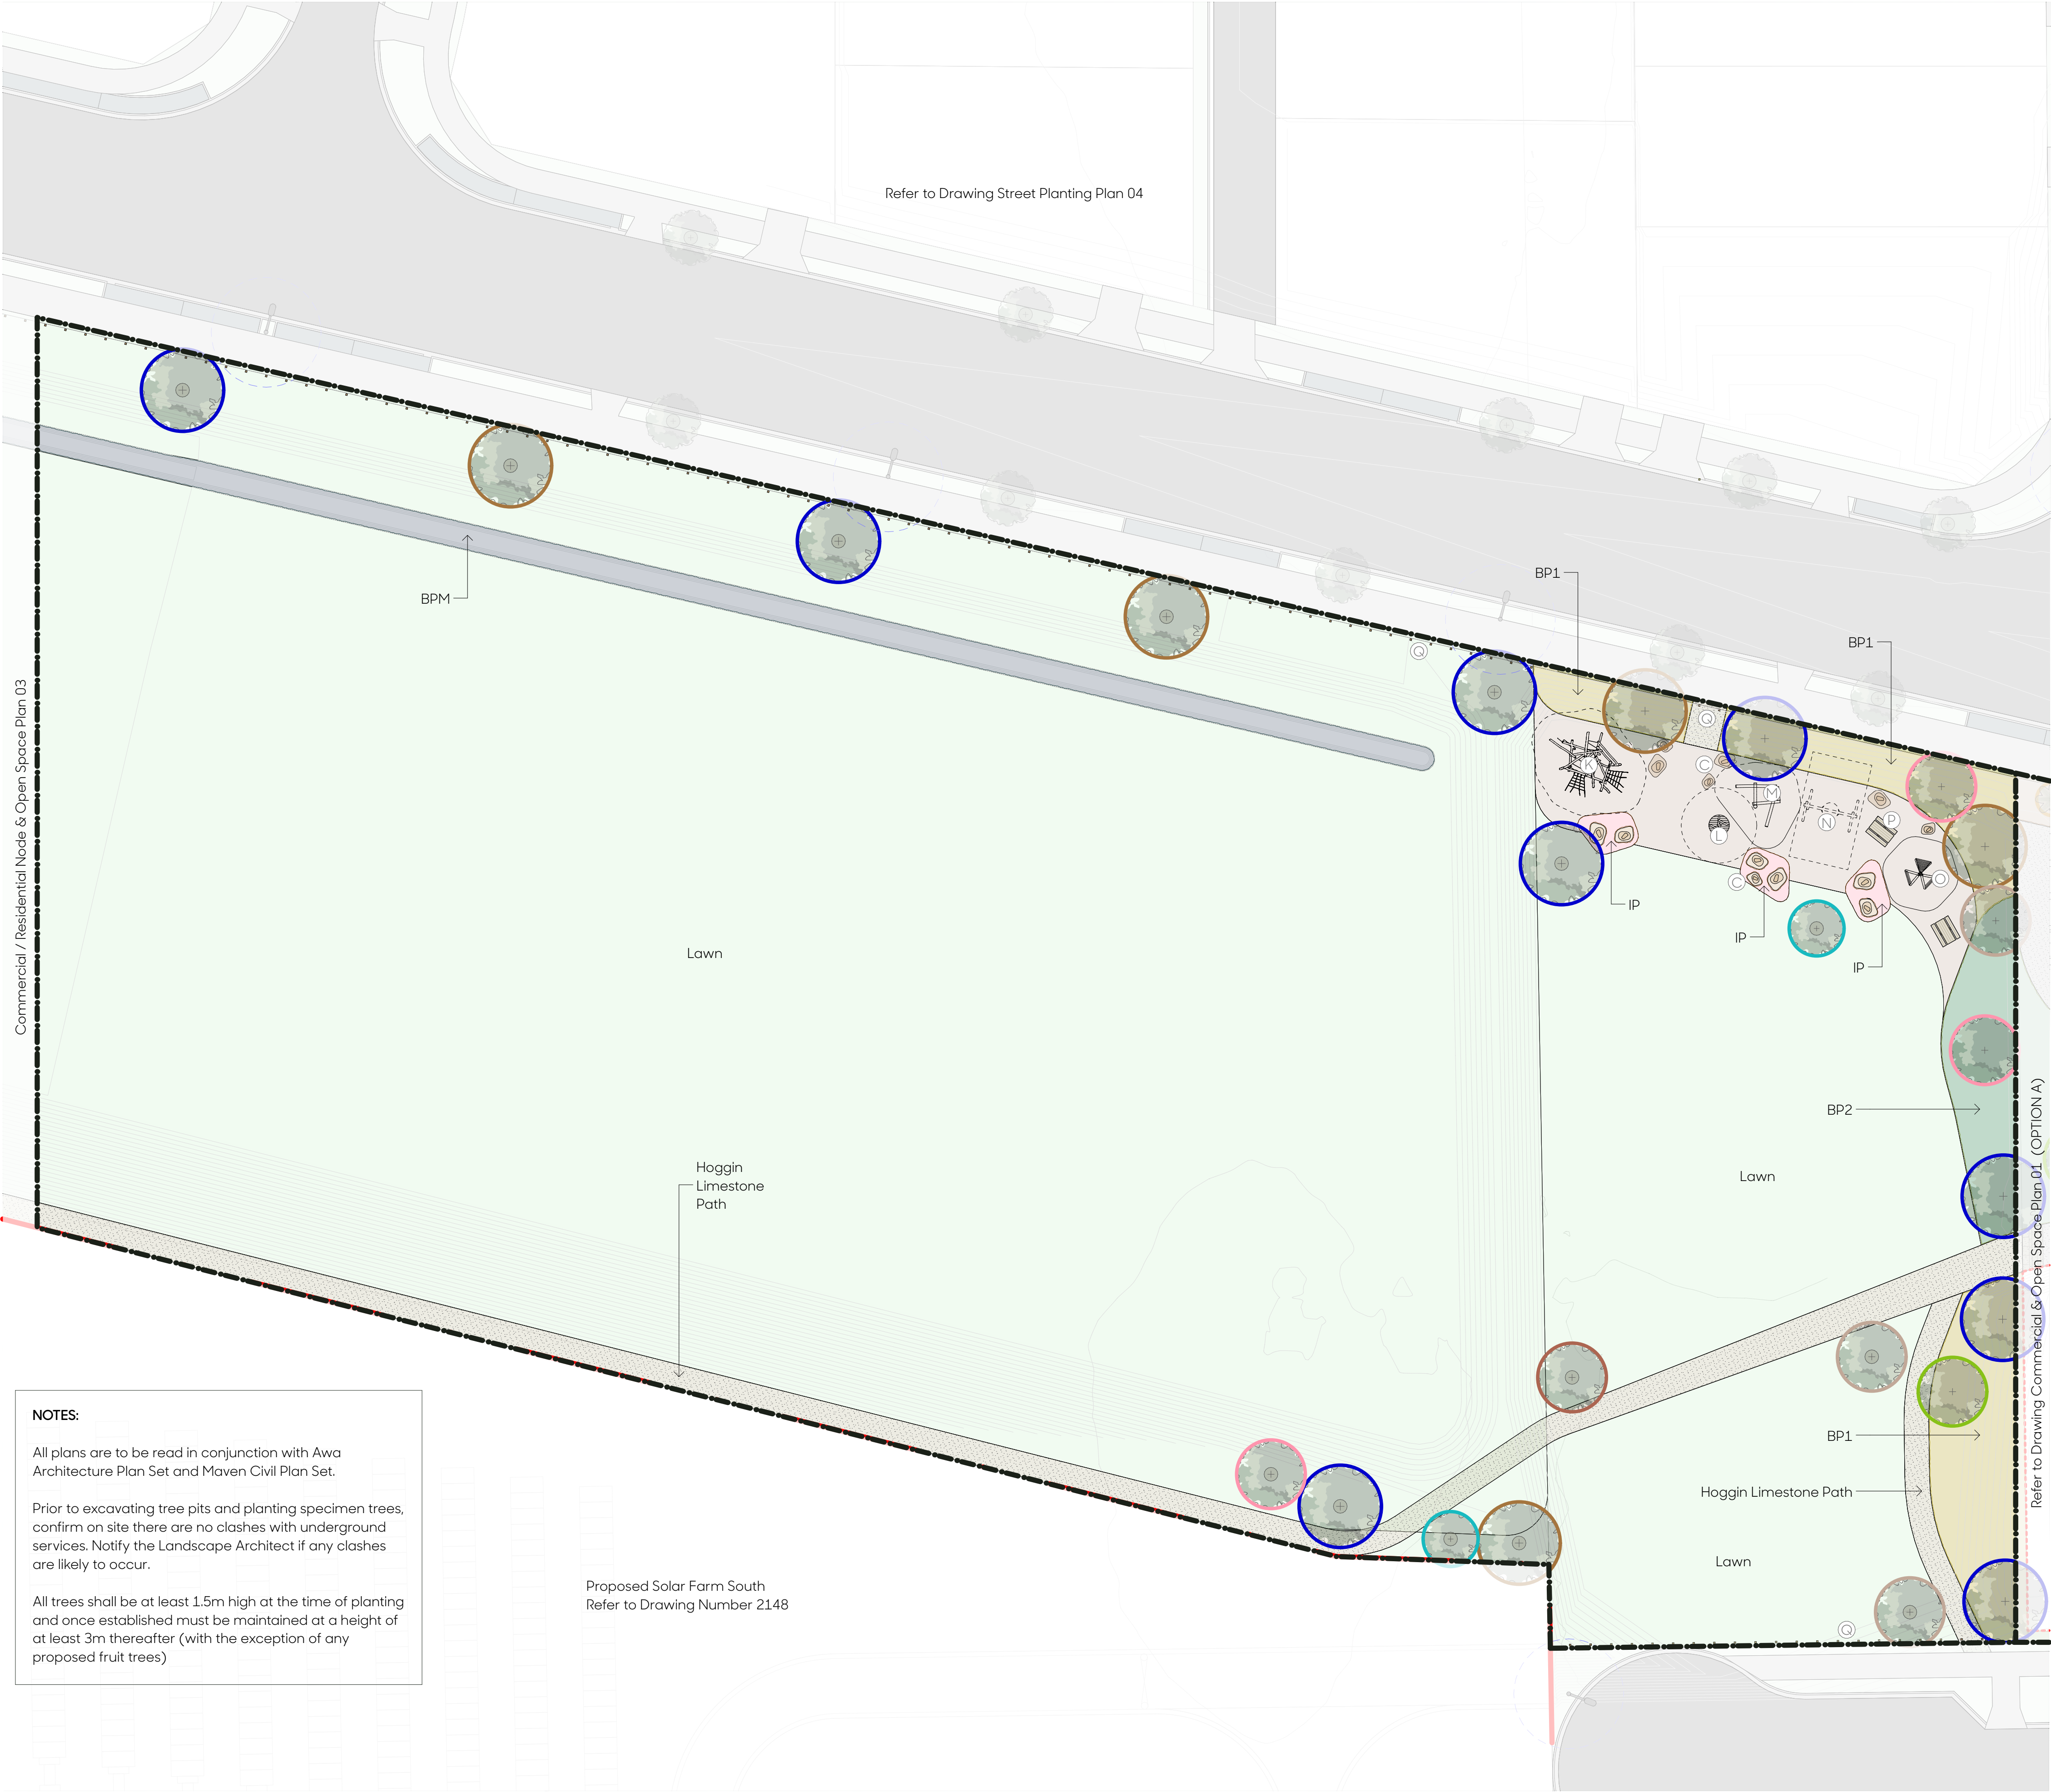 Refer to Drawing Street Planting Plan 04
BP1
BPM
BP1
Q
Q
K
C
M
L
N
P
C
O
IP
IP
IP
Commercial / Residential Node & Open Space Plan 03
Lawn
BP2
Hoggin
Limestone
Path
Lawn
Refer to Drawing Commercial & Open Space Plan 01 (OPTION A)
BP1
Hoggin Limestone Path
Lawn
Q
NOTES:
All plans are to be read in conjunction with Awa
Architecture Plan Set and Maven Civil Plan Set.
Prior to excavating tree pits and planting specimen trees,
confirm on site there are no clashes with underground
services. Notify the Landscape Architect if any clashes
are likely to occur.
All trees shall be at least 1.5m high at the time of planting
and once established must be maintained at a height of
at least 3m thereafter (with the exception of any
proposed fruit trees)
Proposed Solar Farm South
Refer to Drawing Number 2148